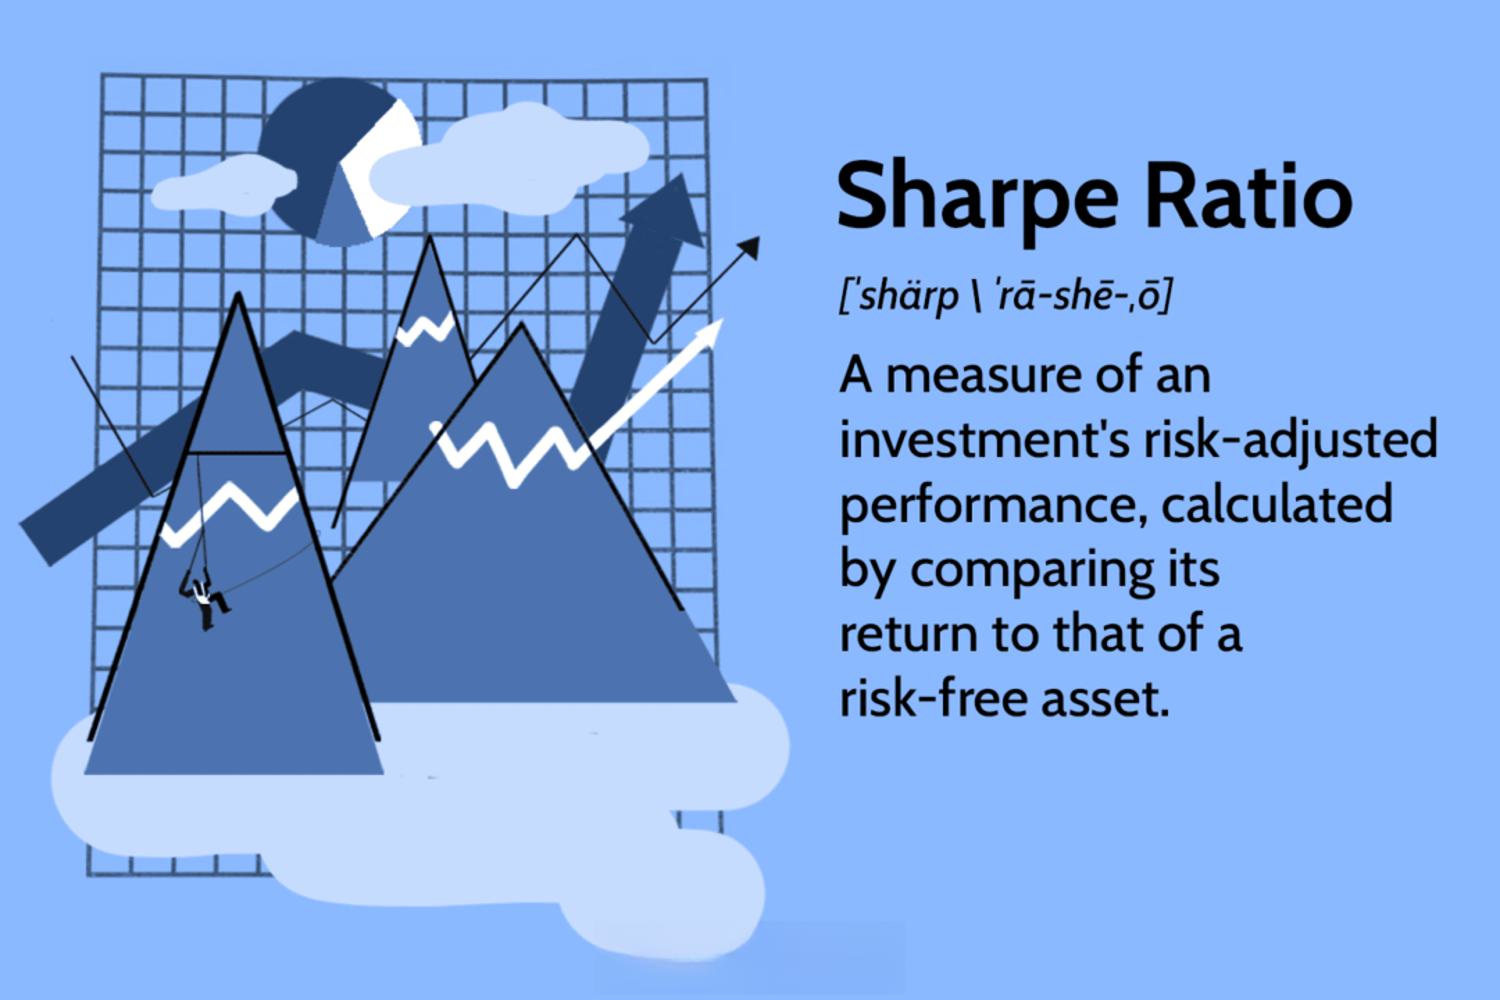 Sharpe Ratio
[ˈshärp \ ˈrā-shē-ˌō]
A measure of an
investment's risk-adjusted
performance, calculated
by comparing its
return to that of a
risk-free asset.